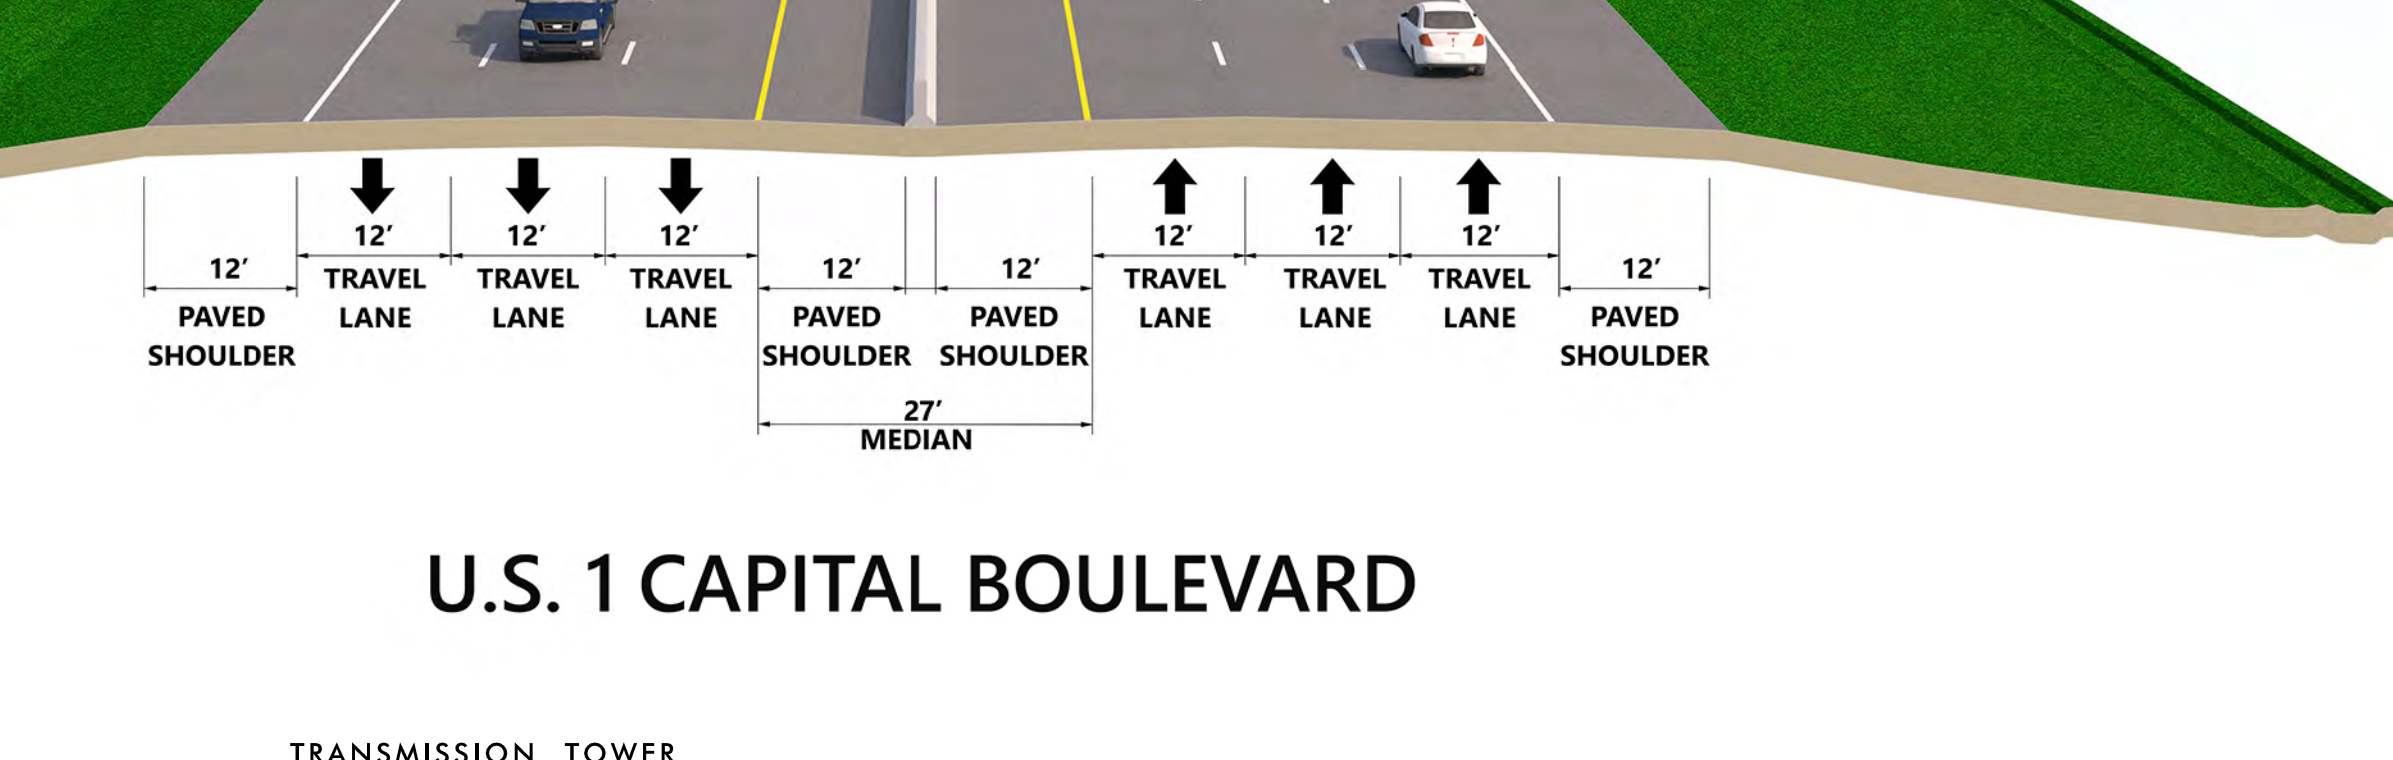 12' 12' 12' 12' 12' 12'
12' 12' 12' 12'
TRAVEL TRAVEL TRAVEL TRAVEL TRAVEL TRAVEL
LANE LANE LANE LANE LANE LANE
PAVED PAVED PAVED PAVED
SHOULDER SHOULDER SHOULDER SHOULDER
27'
MEDIAN
U.S. 1 CAPITAL BOULEVARD
TRANSMISSION TOWER